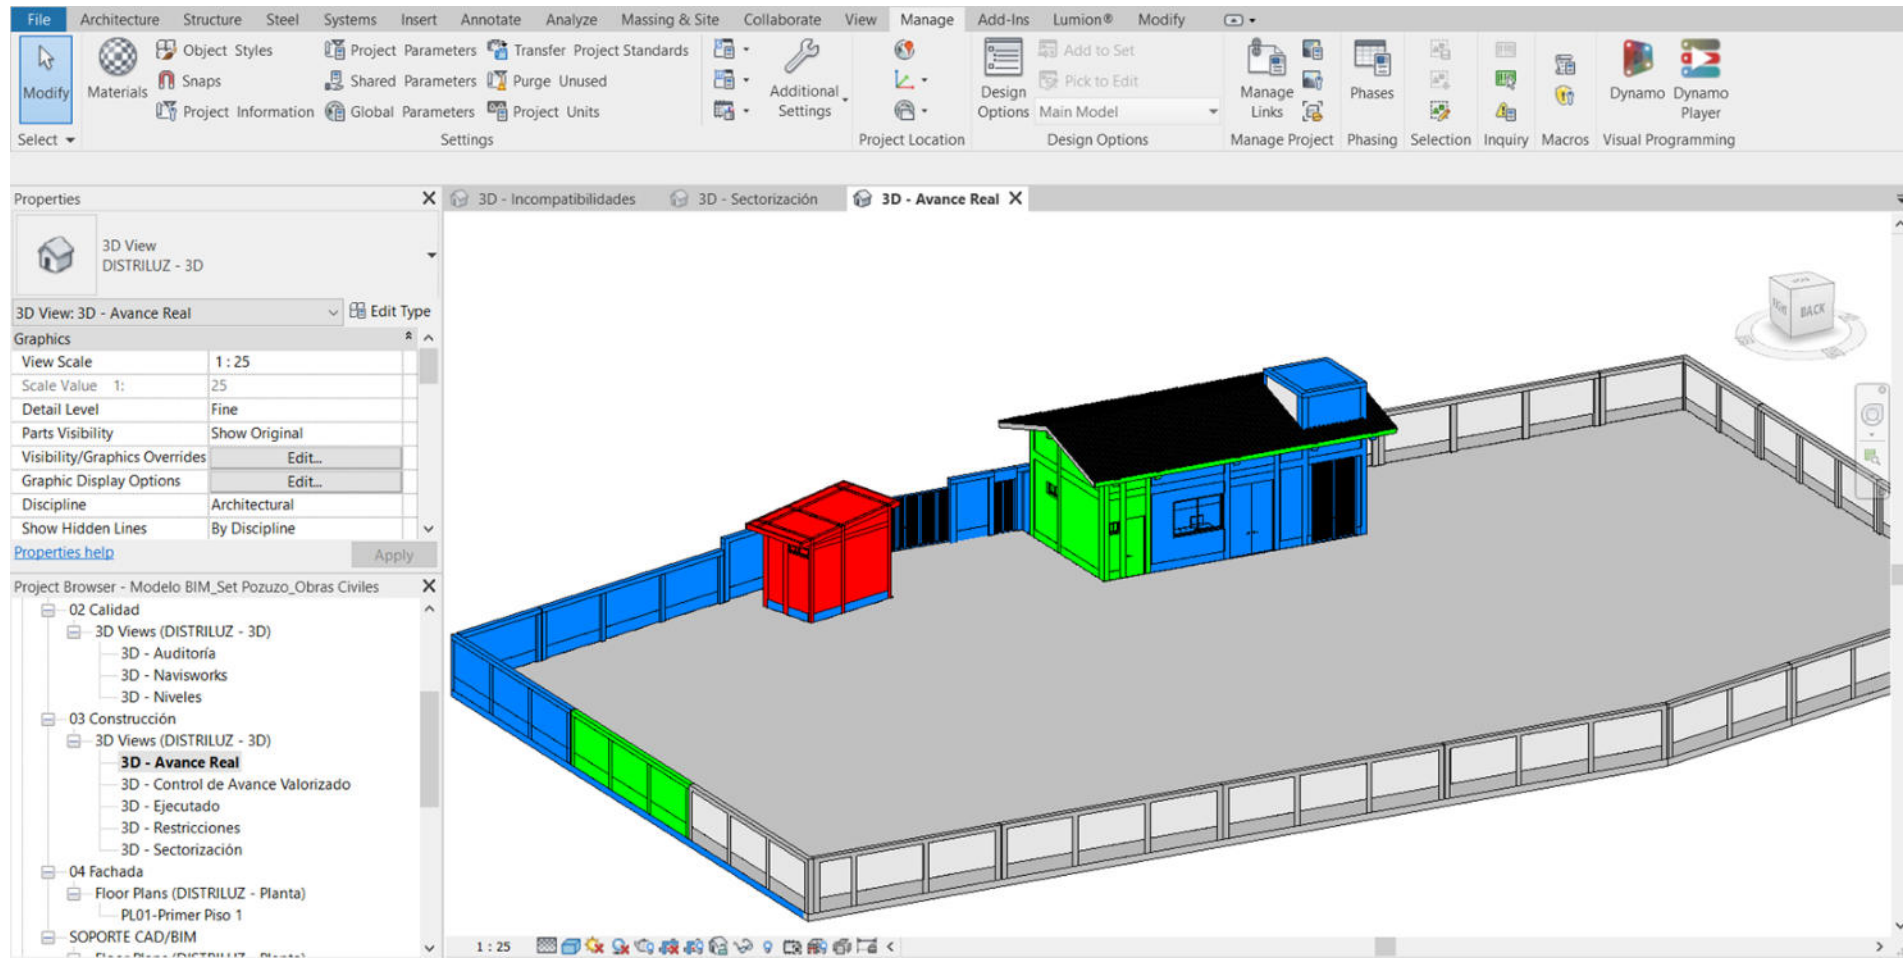 File Architecture Structure Steel Systems Insert Annotate Analyze Massing & Site Collaborate View Manage Add-Ins Lumion® Modify
Modify
Materials
Object Styles
Snaps
Project Information
Project Parameters
Shared Parameters
Global Parameters
Transfer Project Standards
Purge Unused
Project Units
Additional
Settings
Design
Options
Add to Set
Pick to Edit
Main Model
Manage
Links
Phases
Dynamo
Dynamo
Player
Select Settings Project Location Design Options Manage Project Phasing Selection Inquiry Macros Visual Programming
Properties
3D - Incompatibilidades 3D - Sectorización 3D - Avance Real
3D View
DISTRILUZ - 3D
3D View: 3D - Avance Real Edit Type
Graphics
View Scale 1 : 25
Scale Value 1: 25
Detail Level Fine
Parts Visibility Show Original
Visibility/Graphics Overrides Edit...
Graphic Display Options Edit...
Discipline Architectural
Show Hidden Lines By Discipline
Properties help Apply
BACK
Project Browser - Modelo BIM_Set Pozuzo_Obras Civiles
02 Calidad
3D Views (DISTRILUZ - 3D)
3D - Auditoría
3D - Navisworks
3D - Niveles
03 Construcción
3D Views (DISTRILUZ - 3D)
3D - Avance Real
3D - Control de Avance Valorizado
3D - Ejecutado
3D - Restricciones
3D - Sectorización
04 Fachada
Floor Plans (DISTRILUZ - Planta)
PL01-Primer Piso 1
SOPORTE CAD/BIM
1 : 25